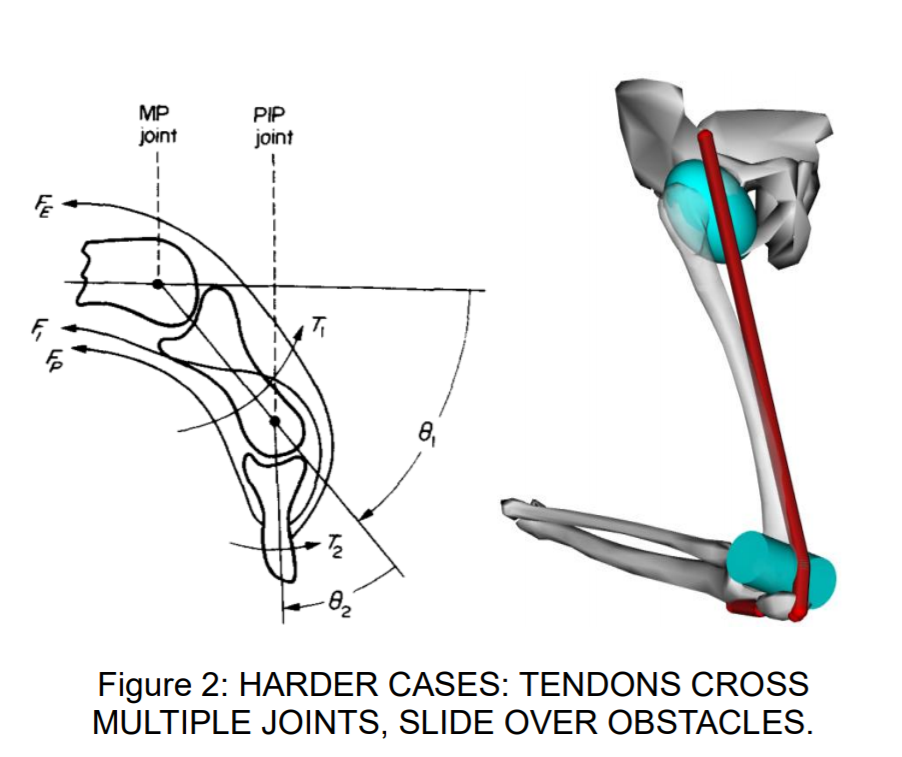 MP
joint
PIP
joint
F_E
F_I
F_P
T_1
θ_1
T_2
θ_2
Figure 2: HARDER CASES: TENDONS CROSS
MULTIPLE JOINTS, SLIDE OVER OBSTACLES.